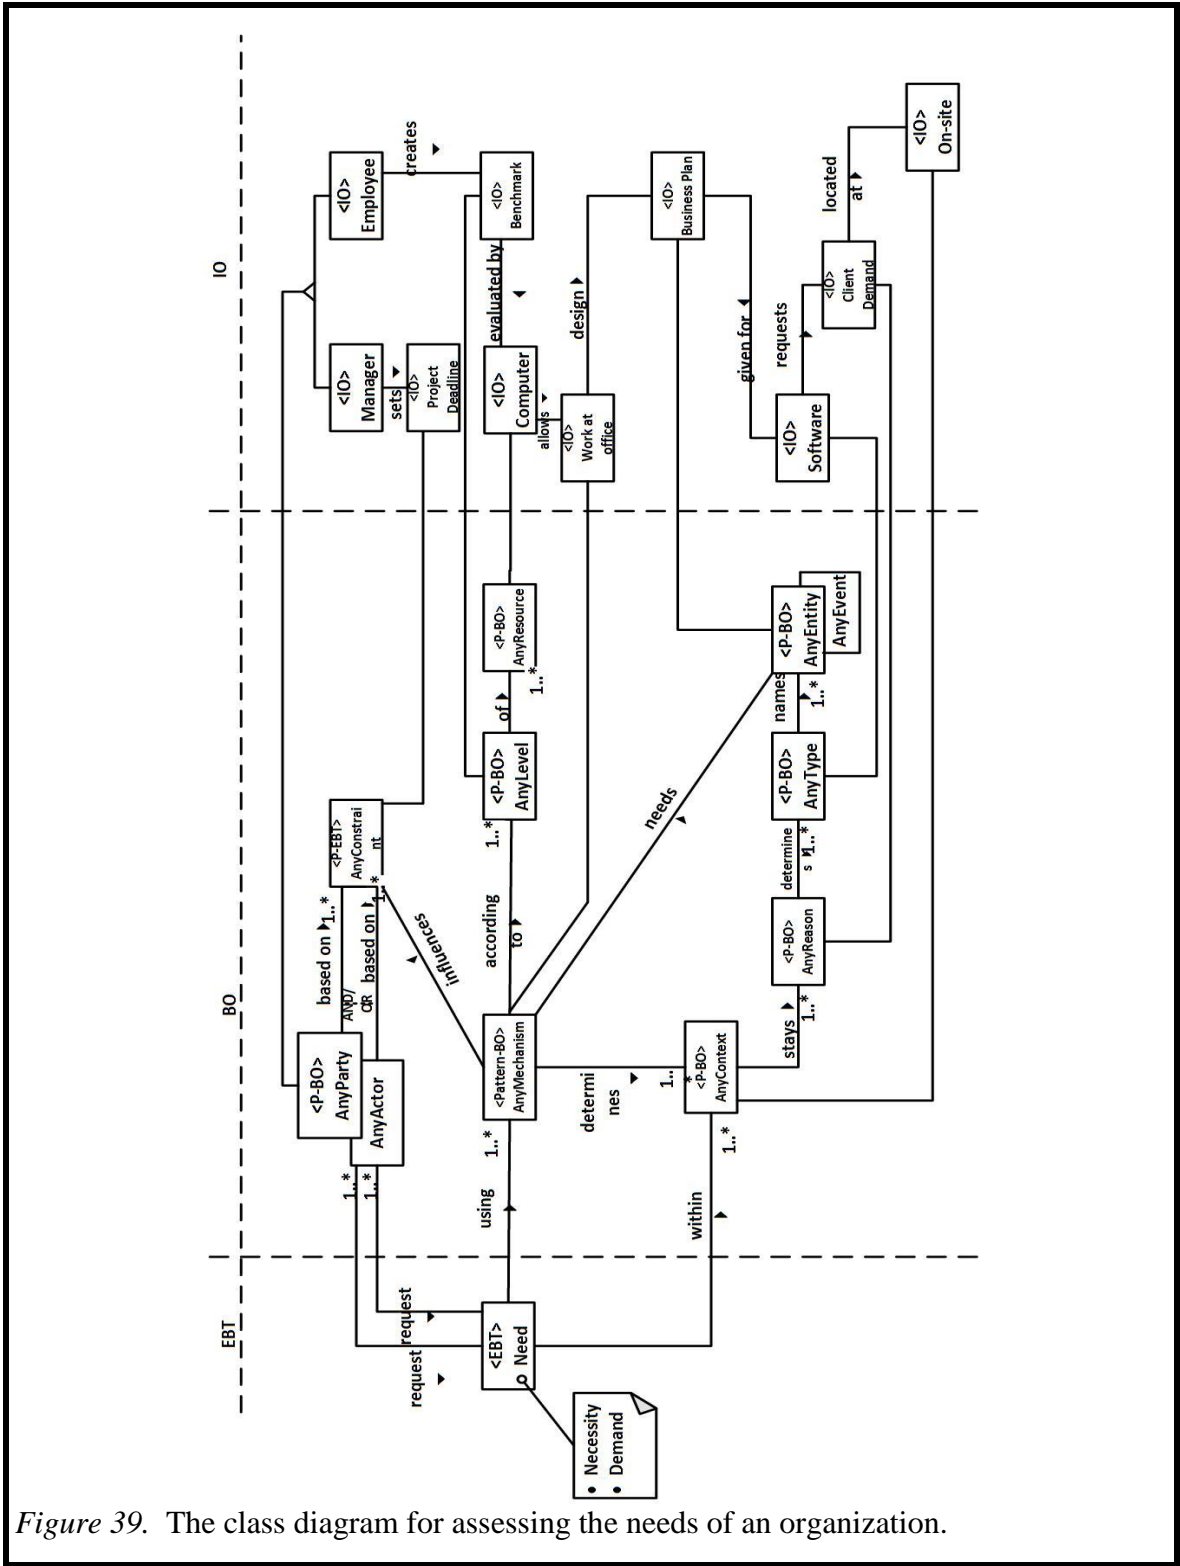 EBT
BO
IO
<P-BO>
AnyParty
AnyActor
1..*
1..*
based on
1..*
AND/
OR
based on
1..*
<P-EBT>
AnyConstrai
nt
<IO>
Manager
<IO>
Employee
sets
creates
<IO>
Project
Deadline
request
request
influences
<EBT>
Need
Necessity
Demand
using
1..*
<Pattern-BO>
AnyMechanism
according
to
1..*
<P-BO>
AnyLevel
of
1..*
<P-BO>
AnyResource
<IO>
Computer
evaluated by
<IO>
Benchmark
allows
<IO>
Work at
office
design
needs
determi
nes
1..
*
within
1..*
<P-BO>
AnyContext
<IO>
Business Plan
given for
stays
1..*
<P-BO>
AnyReason
determine
s
1..*
<P-BO>
AnyType
names
1..*
<P-BO>
AnyEntity
AnyEvent
<IO>
Software
requests
<IO>
Client
Demand
located
at
<IO>
On-site
Figure 39. The class diagram for assessing the needs of an organization.